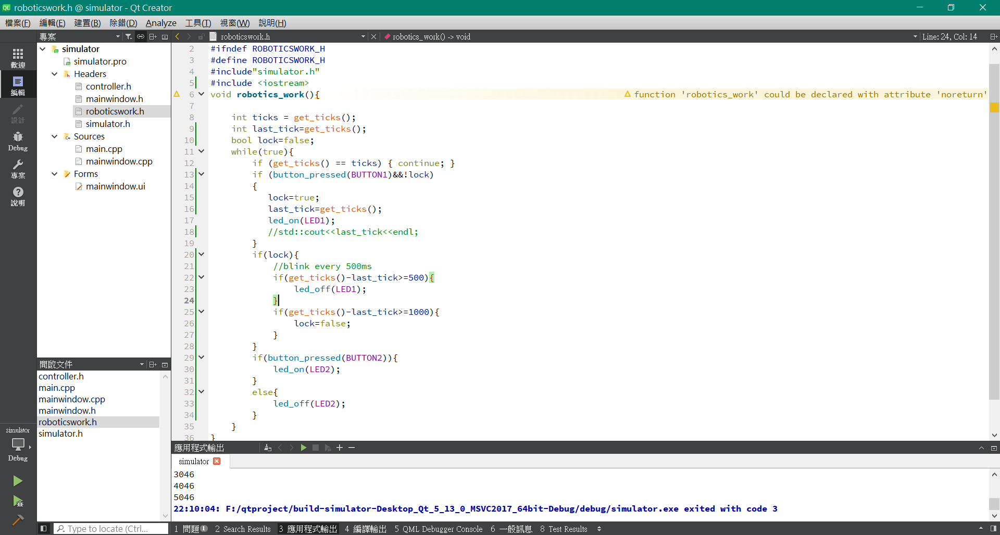 roboticswork.h @ simulator - Qt Creator
檔案(F) 編輯(E) 建置(B) 除錯(D) Analyze 工具(T) 視窗(W) 說明(H)
專案
roboticswork.h
robotics_work() -> void
Line: 24, Col: 14
歡迎
編輯
設計
Debug
專案
說明
simulator
Debug
simulator
simulator.pro
Headers
controller.h
mainwindow.h
roboticswork.h
simulator.h
Sources
main.cpp
mainwindow.cpp
Forms
mainwindow.ui
開啟文件
controller.h
main.cpp
mainwindow.cpp
mainwindow.h
roboticswork.h
simulator.h
2 #ifndef ROBOTICSWORK_H
3 #define ROBOTICSWORK_H
4 #include"simulator.h"
5 #include <iostream>
6 void robotics_work(){ function 'robotics_work' could be declared with attribute 'noreturn'
7
8 int ticks = get_ticks();
9 int last_tick=get_ticks();
10 bool lock=false;
11 while(true){
12 if (get_ticks() == ticks) { continue; }
13 if (button_pressed(BUTTON1)&&!lock)
14 {
15 lock=true;
16 last_tick=get_ticks();
17 led_on(LED1);
18 //std::cout<<last_tick<<endl;
19 }
20 if(lock){
21 //blink every 500ms
22 if(get_ticks()-last_tick>=500){
23 led_off(LED1);
24 }
25 if(get_ticks()-last_tick>=1000){
26 lock=false;
27 }
28 }
29 if(button_pressed(BUTTON2)){
30 led_on(LED2);
31 }
32 else{
33 led_off(LED2);
34 }
35 }
36 }
應用程式輸出
simulator
3046
4046
5046
22:10:04: F:/qtproject/build-simulator-Desktop_Qt_5_13_0_MSVC2017_64bit-Debug/debug/simulator.exe exited with code 3
Type to locate (Ctrl...
1 問題 1 2 Search Results 3 應用程式輸出 4 編譯輸出 5 QML Debugger Console 6 一般訊息 8 Test Results